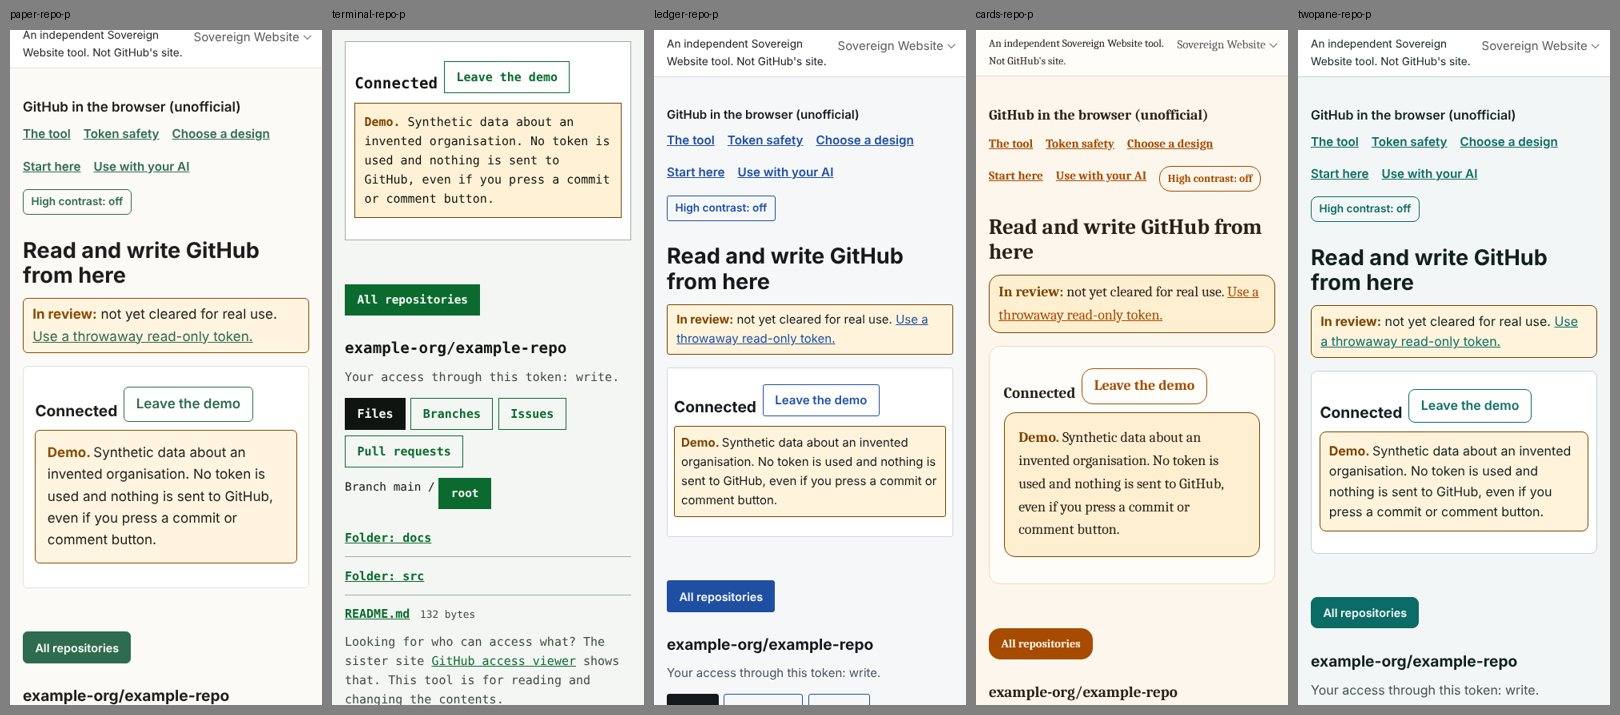 paper-repo-p
An independent Sovereign
Website tool. Not GitHub's site.
Sovereign Website
GitHub in the browser (unofficial)
The tool Token safety Choose a design
Start here Use with your AI
High contrast: off
Read and write GitHub
from here
In review: not yet cleared for real use.
Use a throwaway read-only token.
Connected Leave the demo
Demo. Synthetic data about an
invented organisation. No token is
used and nothing is sent to GitHub,
even if you press a commit or
comment button.
All repositories
example-org/example-repo
terminal-repo-p
Connected Leave the demo
Demo. Synthetic data about an
invented organisation. No token is
used and nothing is sent to
GitHub, even if you press a commit
or comment button.
All repositories
example-org/example-repo
Your access through this token: write.
Files Branches Issues
Pull requests
Branch main / root
Folder: docs
Folder: src
README.md 132 bytes
Looking for who can access what? The
sister site GitHub access viewer shows
that. This tool is for reading and
changing the contents.
ledger-repo-p
An independent Sovereign
Website tool. Not GitHub's site.
Sovereign Website
GitHub in the browser (unofficial)
The tool Token safety Choose a design
Start here Use with your AI
High contrast: off
Read and write GitHub
from here
In review: not yet cleared for real use. Use a
throwaway read-only token.
Connected Leave the demo
Demo. Synthetic data about an invented
organisation. No token is used and nothing is
sent to GitHub, even if you press a commit or
comment button.
All repositories
example-org/example-repo
Your access through this token: write.
cards-repo-p
An independent Sovereign Website tool.
Not GitHub's site.
Sovereign Website
GitHub in the browser (unofficial)
The tool Token safety Choose a design
Start here Use with your AI High contrast: off
Read and write GitHub from
here
In review: not yet cleared for real use. Use a
throwaway read-only token.
Connected Leave the demo
Demo. Synthetic data about an
invented organisation. No token is
used and nothing is sent to GitHub,
even if you press a commit or
comment button.
All repositories
example-org/example-repo
twopane-repo-p
An independent Sovereign
Website tool. Not GitHub's site.
Sovereign Website
GitHub in the browser (unofficial)
The tool Token safety Choose a design
Start here Use with your AI
High contrast: off
Read and write GitHub
from here
In review: not yet cleared for real use. Use
a throwaway read-only token.
Connected Leave the demo
Demo. Synthetic data about an invented
organisation. No token is used and
nothing is sent to GitHub, even if you
press a commit or comment button.
All repositories
example-org/example-repo
Your access through this token: write.